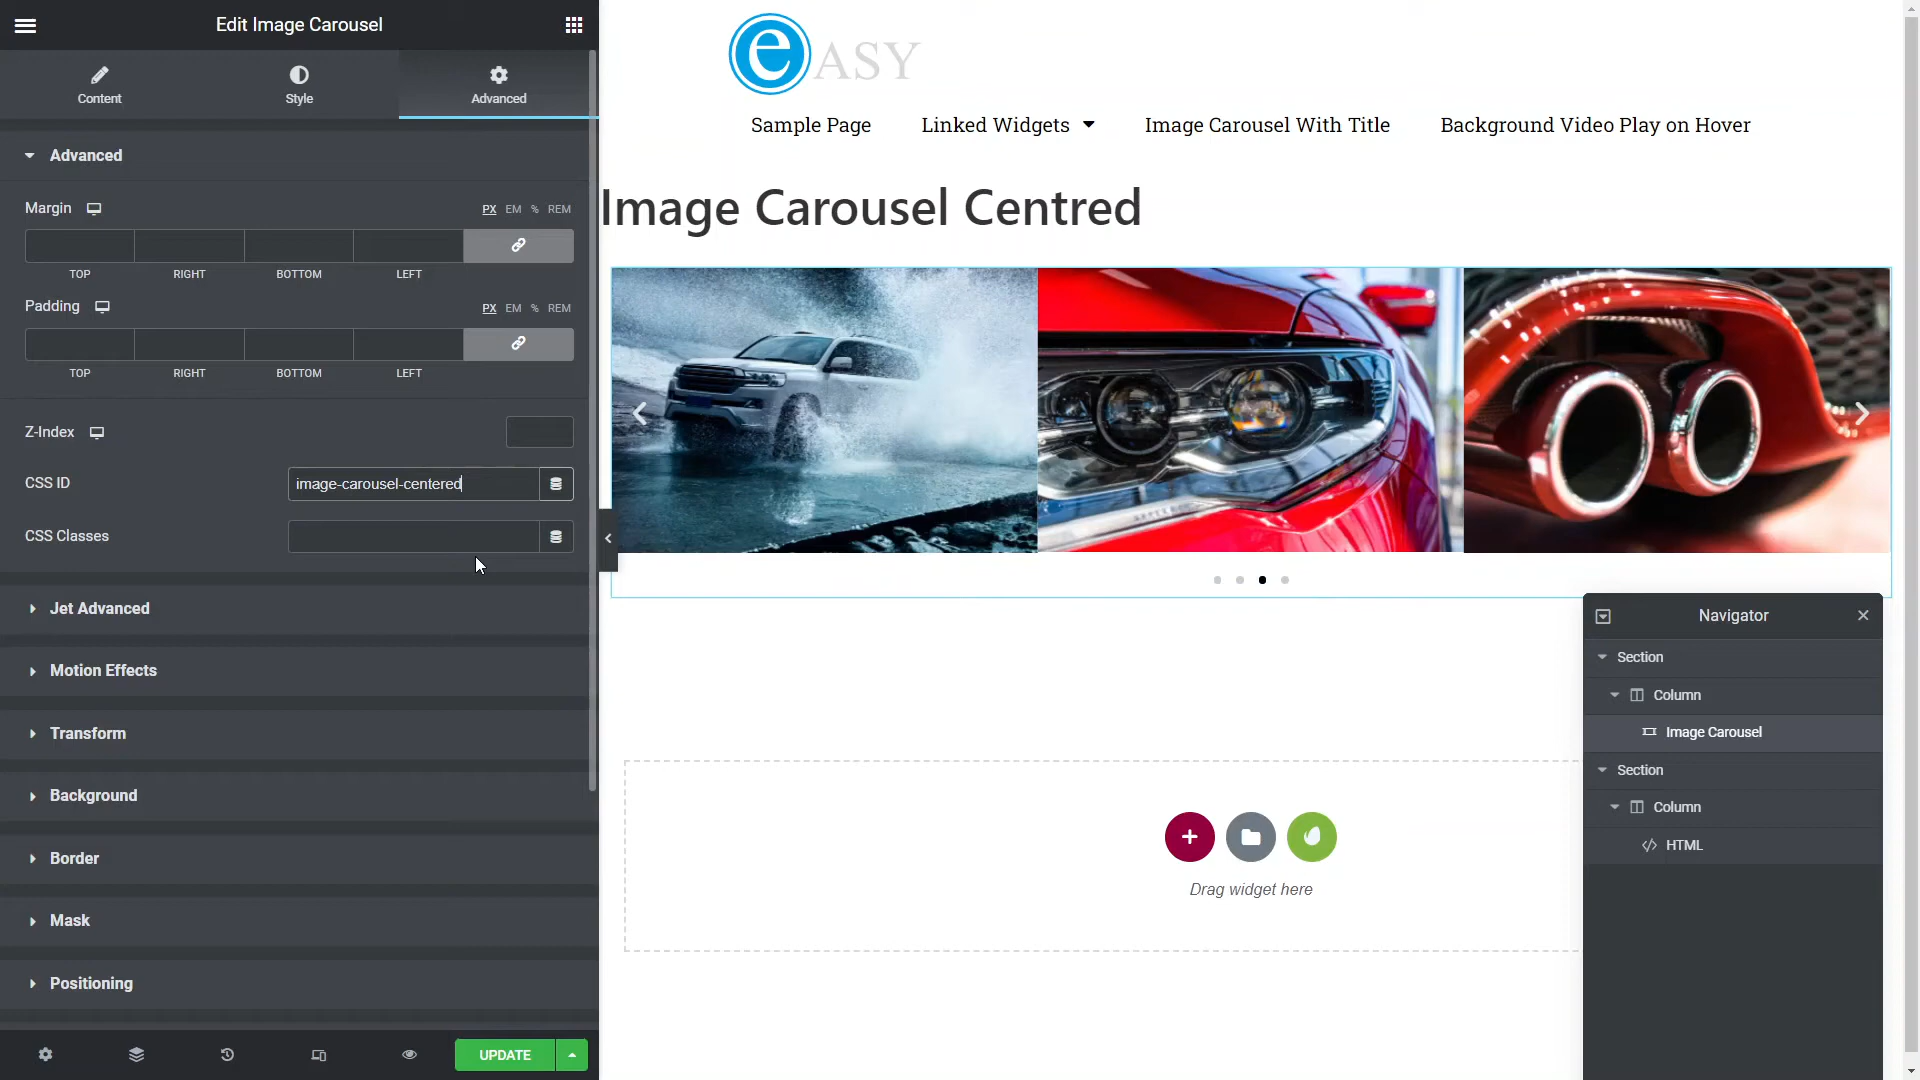 Edit Image Carousel
Content
Style
Advanced
Advanced
Margin
PX EM % REM
TOP RIGHT BOTTOM LEFT
Padding
PX EM % REM
TOP RIGHT BOTTOM LEFT
Z-Index
CSS ID
image-carousel-centered
CSS Classes
Jet Advanced
Motion Effects
Transform
Background
Border
Mask
Positioning
UPDATE
eASY
Sample Page
Linked Widgets
Image Carousel With Title
Background Video Play on Hover
Image Carousel Centred
Drag widget here
Navigator
Section
Column
Image Carousel
Section
Column
HTML